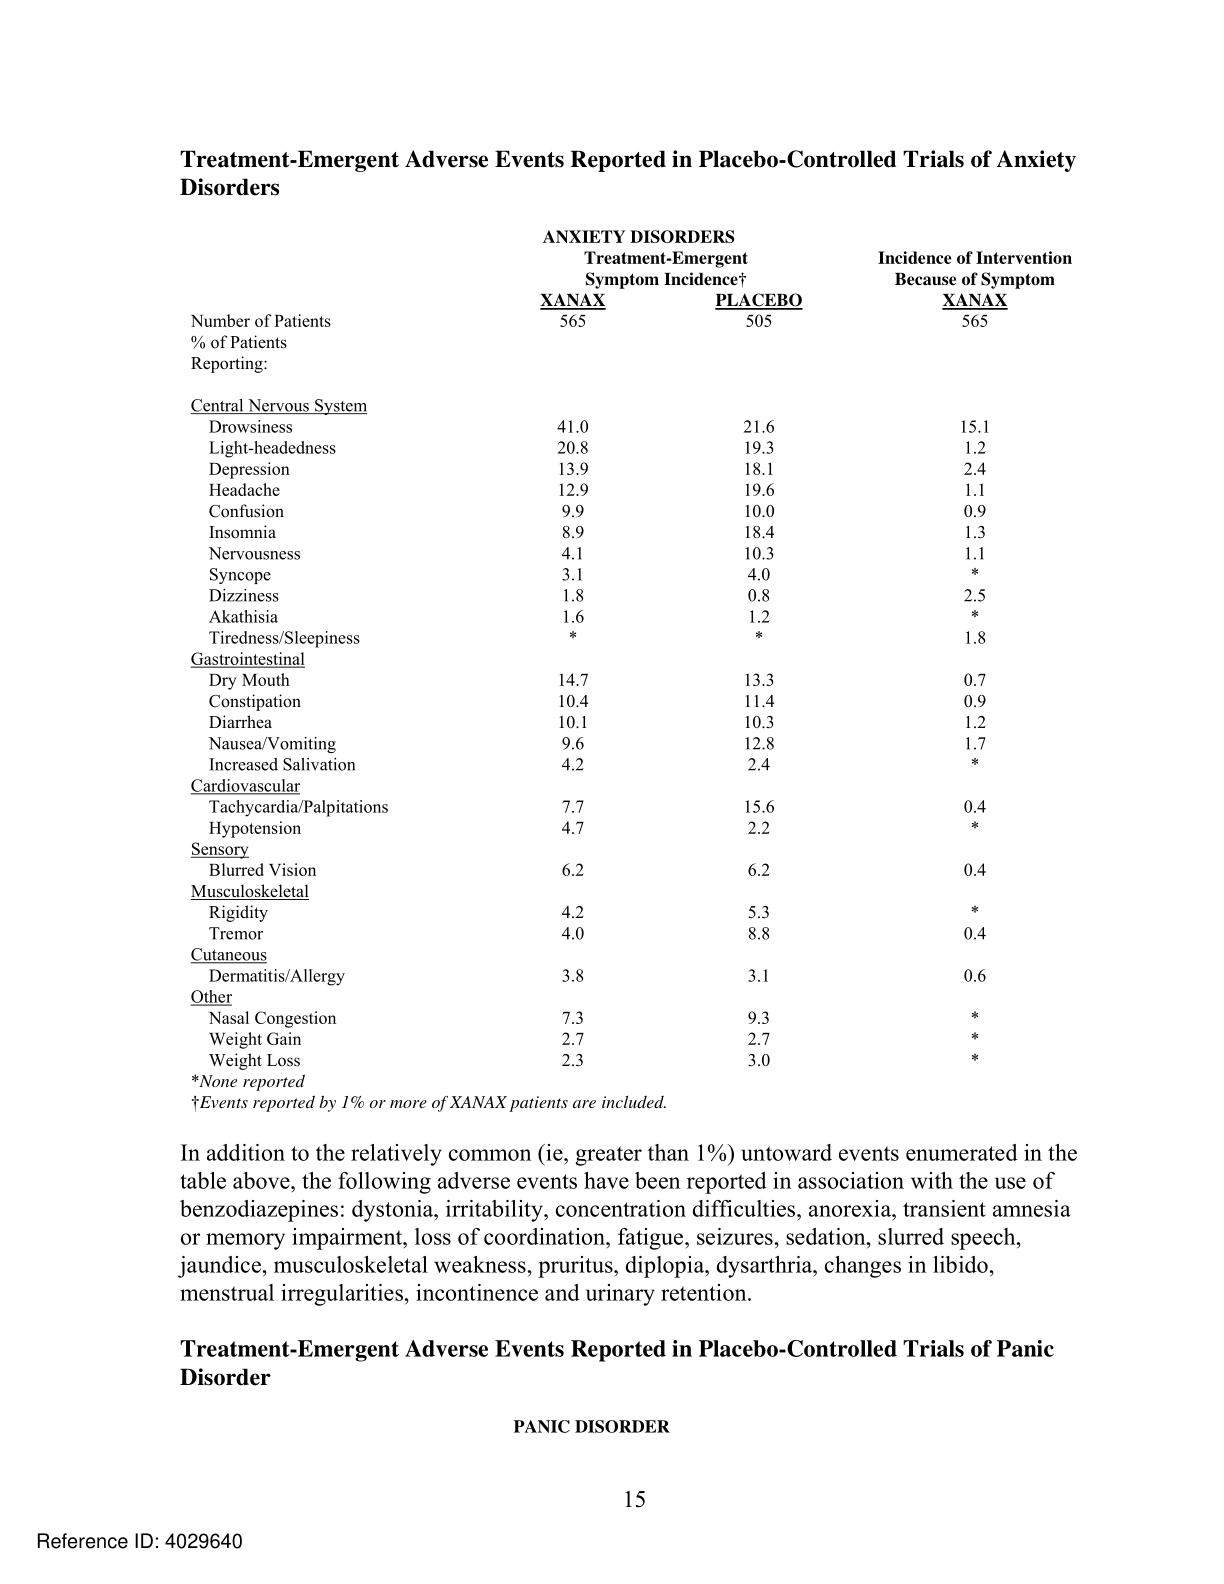 Treatment-Emergent Adverse Events Reported in Placebo-Controlled Trials of Anxiety
Disorders
ANXIETY DISORDERS
Treatment-Emergent Incidence of Intervention
Symptom Incidence† Because of Symptom
XANAX PLACEBO XANAX
Number of Patients 565 505 565
% of Patients
Reporting:
Central Nervous System
Drowsiness 41.0 21.6 15.1
Light-headedness 20.8 19.3 1.2
Depression 13.9 18.1 2.4
Headache 12.9 19.6 1.1
Confusion 9.9 10.0 0.9
Insomnia 8.9 18.4 1.3
Nervousness 4.1 10.3 1.1
Syncope 3.1 4.0 *
Dizziness 1.8 0.8 2.5
Akathisia 1.6 1.2 *
Tiredness/Sleepiness * * 1.8
Gastrointestinal
Dry Mouth 14.7 13.3 0.7
Constipation 10.4 11.4 0.9
Diarrhea 10.1 10.3 1.2
Nausea/Vomiting 9.6 12.8 1.7
Increased Salivation 4.2 2.4 *
Cardiovascular
Tachycardia/Palpitations 7.7 15.6 0.4
Hypotension 4.7 2.2 *
Sensory
Blurred Vision 6.2 6.2 0.4
Musculoskeletal
Rigidity 4.2 5.3 *
Tremor 4.0 8.8 0.4
Cutaneous
Dermatitis/Allergy 3.8 3.1 0.6
Other
Nasal Congestion 7.3 9.3 *
Weight Gain 2.7 2.7 *
Weight Loss 2.3 3.0 *
*None reported
†Events reported by 1% or more of XANAX patients are included.
In addition to the relatively common (ie, greater than 1%) untoward events enumerated in the
table above, the following adverse events have been reported in association with the use of
benzodiazepines: dystonia, irritability, concentration difficulties, anorexia, transient amnesia
or memory impairment, loss of coordination, fatigue, seizures, sedation, slurred speech,
jaundice, musculoskeletal weakness, pruritus, diplopia, dysarthria, changes in libido,
menstrual irregularities, incontinence and urinary retention.
Treatment-Emergent Adverse Events Reported in Placebo-Controlled Trials of Panic
Disorder
PANIC DISORDER
15
Reference ID: 4029640